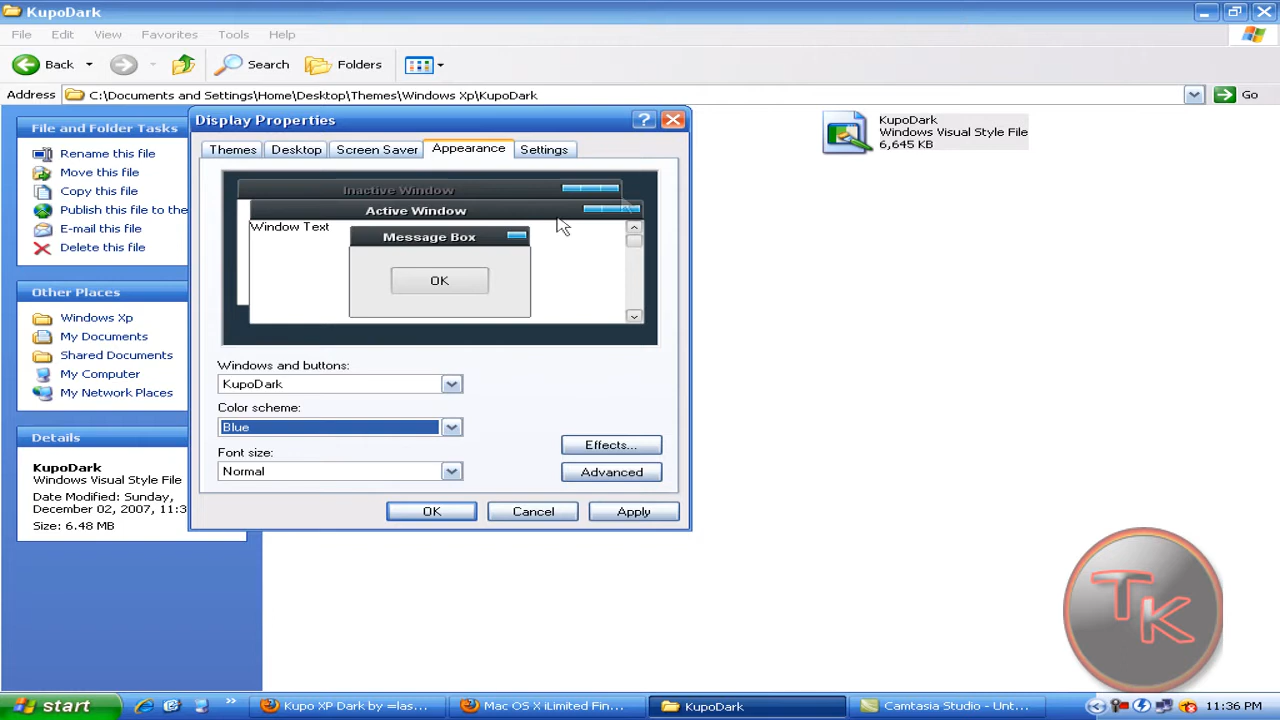 KupoDark
File Edit View Favorites Tools Help
Back Search Folders
Address C:\Documents and Settings\Home\Desktop\Themes\Windows Xp\KupoDark Go
File and Folder Tasks
Rename this file
Move this file
Copy this file
Publish this file to the
E-mail this file
Delete this file
Other Places
Windows Xp
My Documents
Shared Documents
My Computer
My Network Places
Details
KupoDark
Windows Visual Style File
Date Modified: Sunday,
December 02, 2007, 11:3
Size: 6.48 MB
Display Properties
Themes Desktop Screen Saver Appearance Settings
Inactive Window
Active Window
Window Text
Message Box
OK
Windows and buttons:
KupoDark
Color scheme:
Blue
Effects...
Font size:
Normal
Advanced
OK Cancel Apply
KupoDark
Windows Visual Style File
6,645 KB
TK
start Kupo XP Dark by =las... Mac OS X iLimited Fin... KupoDark Camtasia Studio - Unt... 11:36 PM